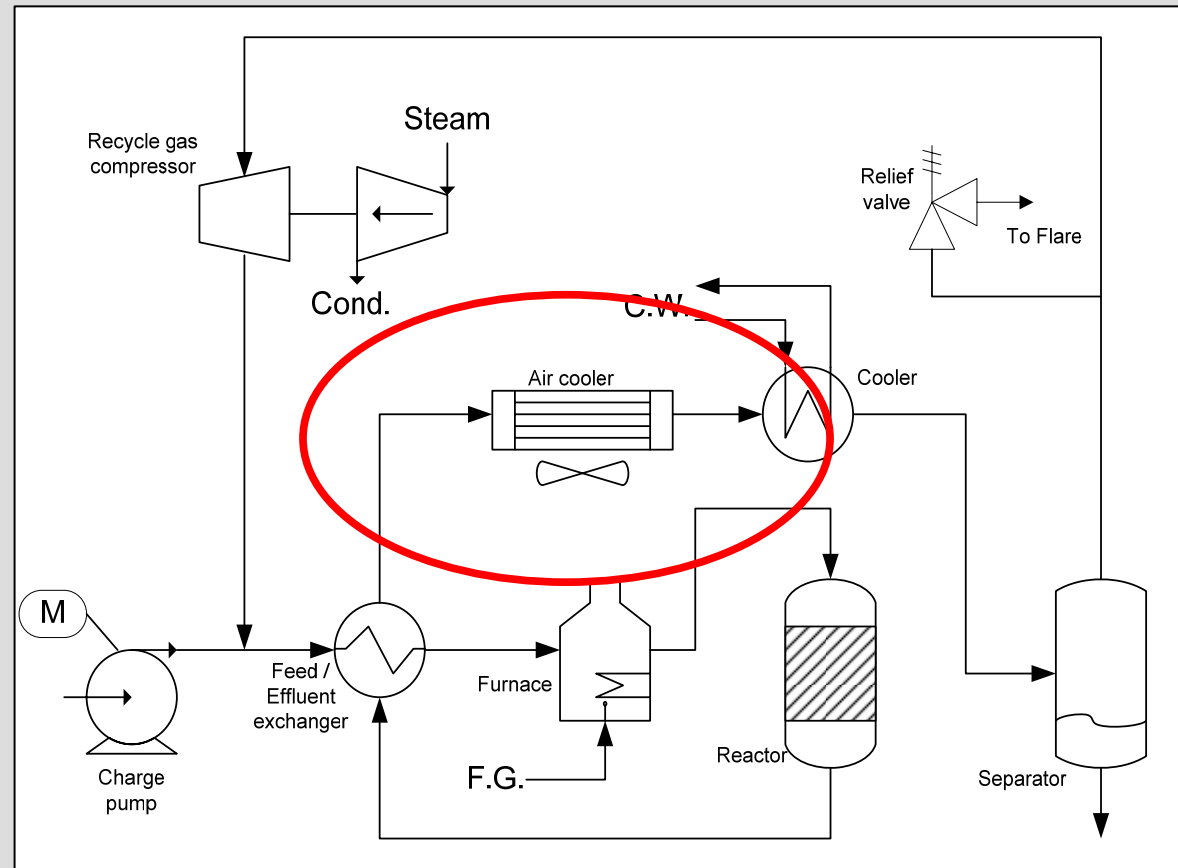 Steam
Recycle gas
compressor
Relief
valve
To Flare
Cond.
C.W.
Air cooler
Cooler
M
Feed /
Effluent
exchanger
Furnace
Reactor
Charge
pump
F.G.
Separator